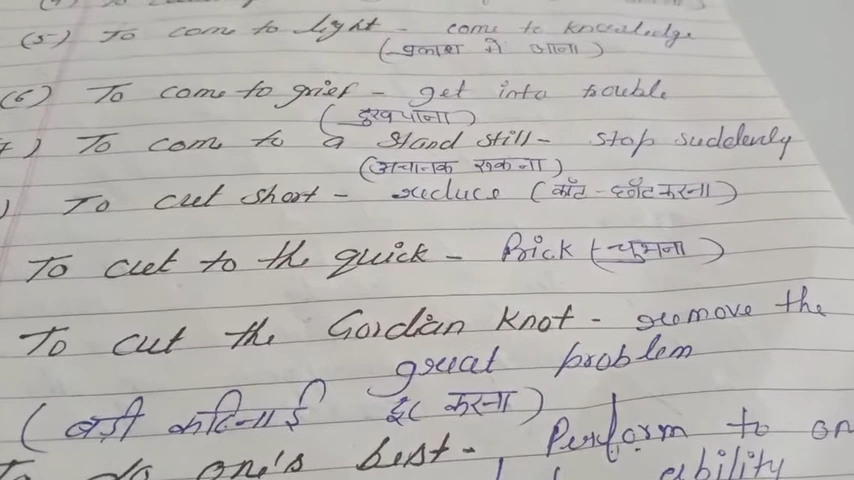 (5) To come to light - come to knowledge
(प्रकाश में आना)
(6) To come to grief - get into trouble
(दुख पाना)
) To come to a stand still - stop suddenly
(अचानक रुकना)
) To cut short - reduce (काँट - छाँट करना)
To cut to the quick - Prick (चुभना)
To cut the Gordian knot - remove the
great problem
(बड़ी कठिनाई दूर करना)
To do one's best - Perform to on
ability